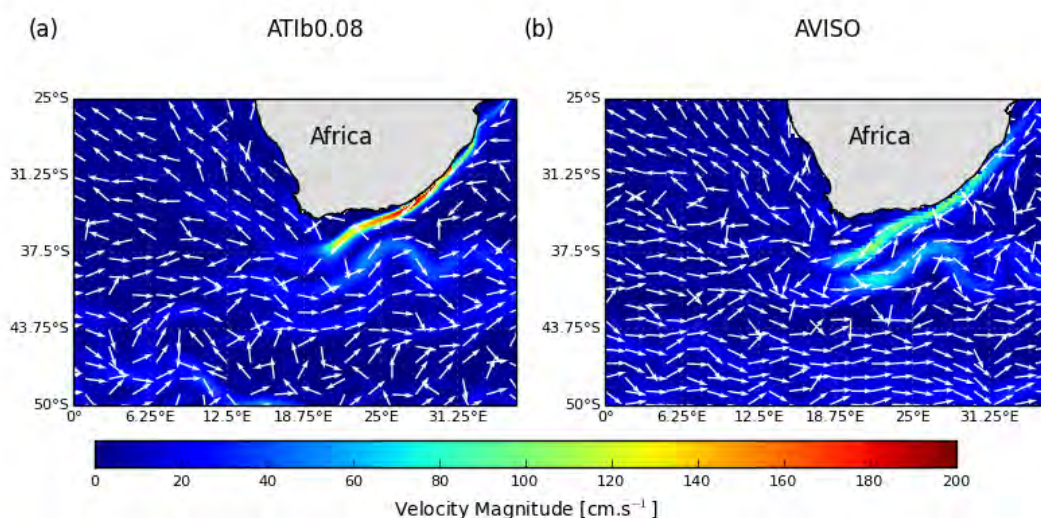 (a) ATIb0.08
(b) AVISO
25°S
31.25°S
37.5°S
43.75°S
50°S
0° 6.25°E 12.5°E 18.75°E 25°E 31.25°E
Africa
25°S
31.25°S
37.5°S
43.75°S
50°S
0° 6.25°E 12.5°E 18.75°E 25°E 31.25°E
Africa
0 20 40 60 80 100 120 140 160 180 200
Velocity Magnitude [cm.s⁻¹]